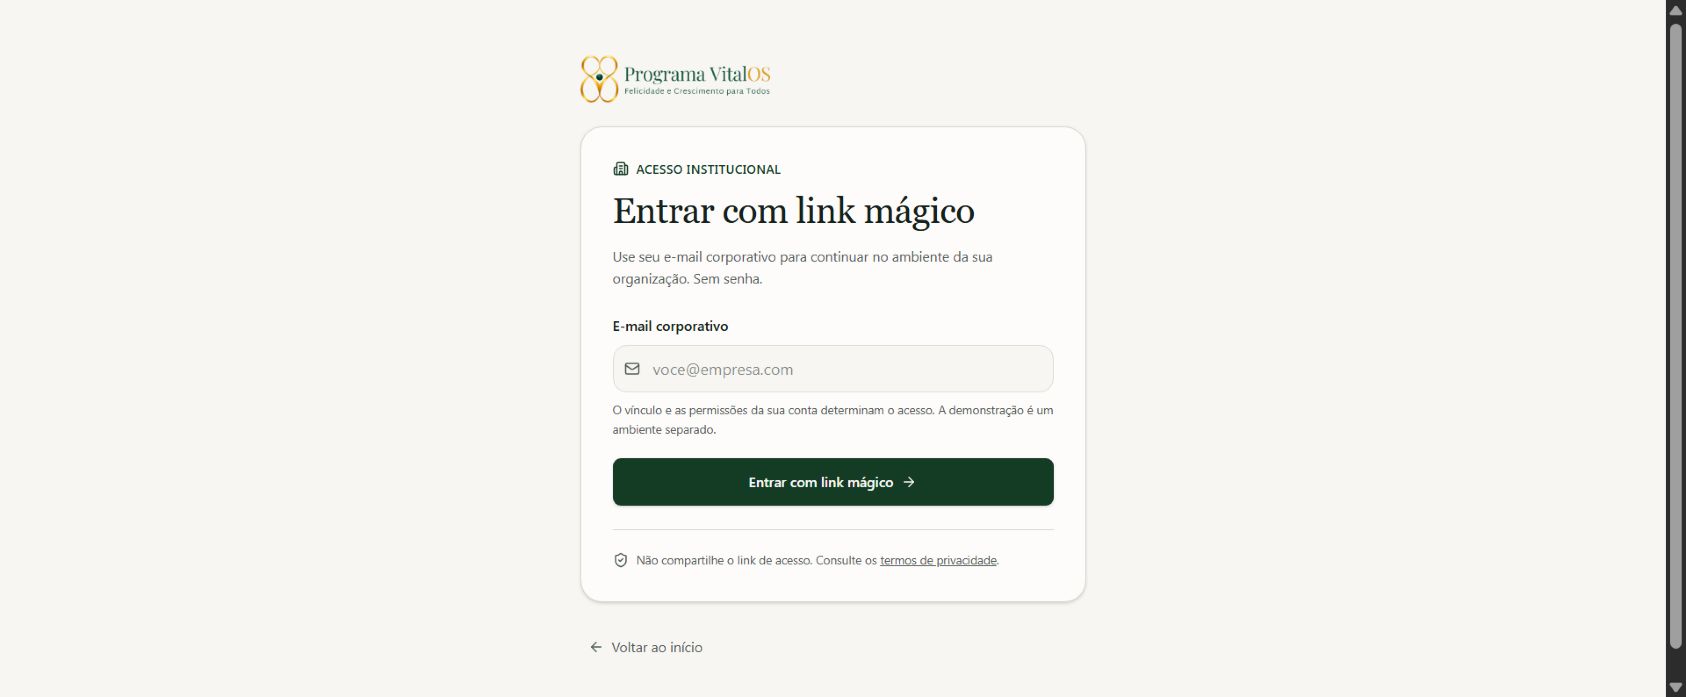 Programa VitalOS
Felicidade e Crescimento para Todos
ACESSO INSTITUCIONAL
Entrar com link mágico
Use seu e-mail corporativo para continuar no ambiente da sua
organização. Sem senha.
E-mail corporativo
voce@empresa.com
O vínculo e as permissões da sua conta determinam o acesso. A demonstração é um
ambiente separado.
Entrar com link mágico
Não compartilhe o link de acesso. Consulte os termos de privacidade.
Voltar ao início